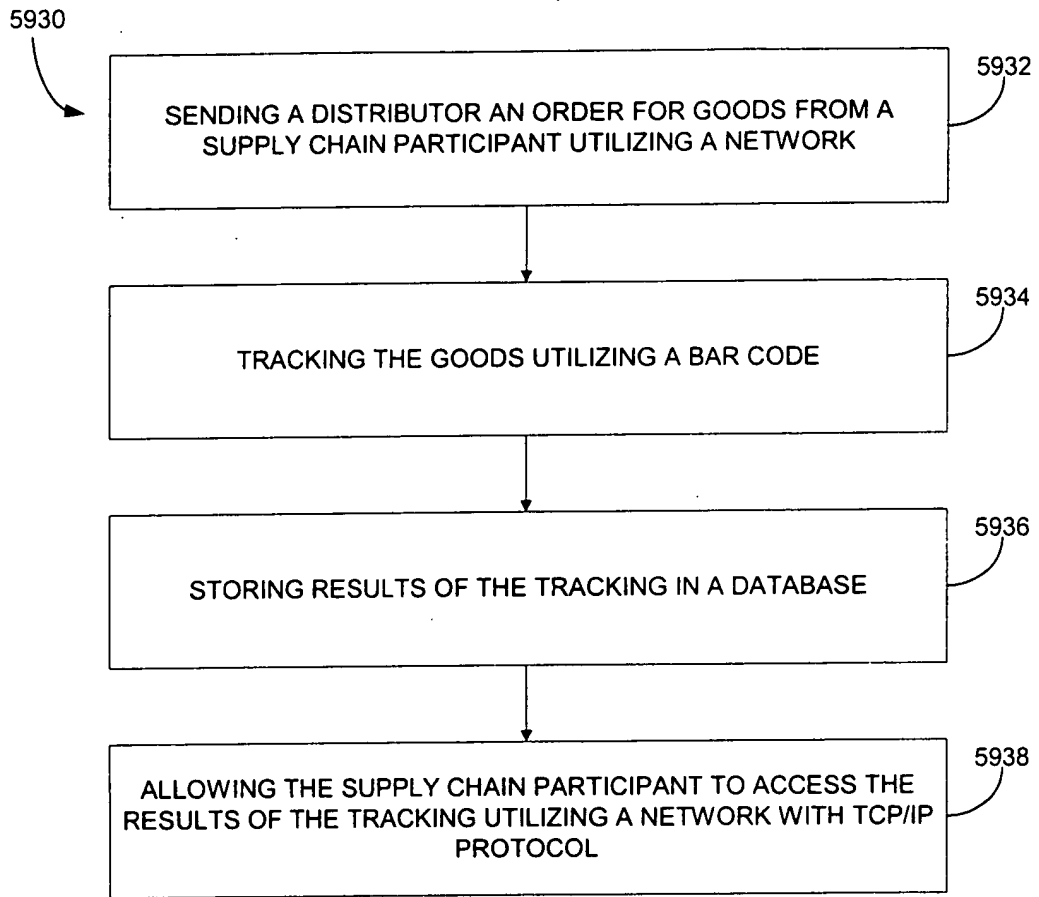 5930
5932
SENDING A DISTRIBUTOR AN ORDER FOR GOODS FROM A
SUPPLY CHAIN PARTICIPANT UTILIZING A NETWORK
5934
TRACKING THE GOODS UTILIZING A BAR CODE
5936
STORING RESULTS OF THE TRACKING IN A DATABASE
5938
ALLOWING THE SUPPLY CHAIN PARTICIPANT TO ACCESS THE
RESULTS OF THE TRACKING UTILIZING A NETWORK WITH TCP/IP
PROTOCOL